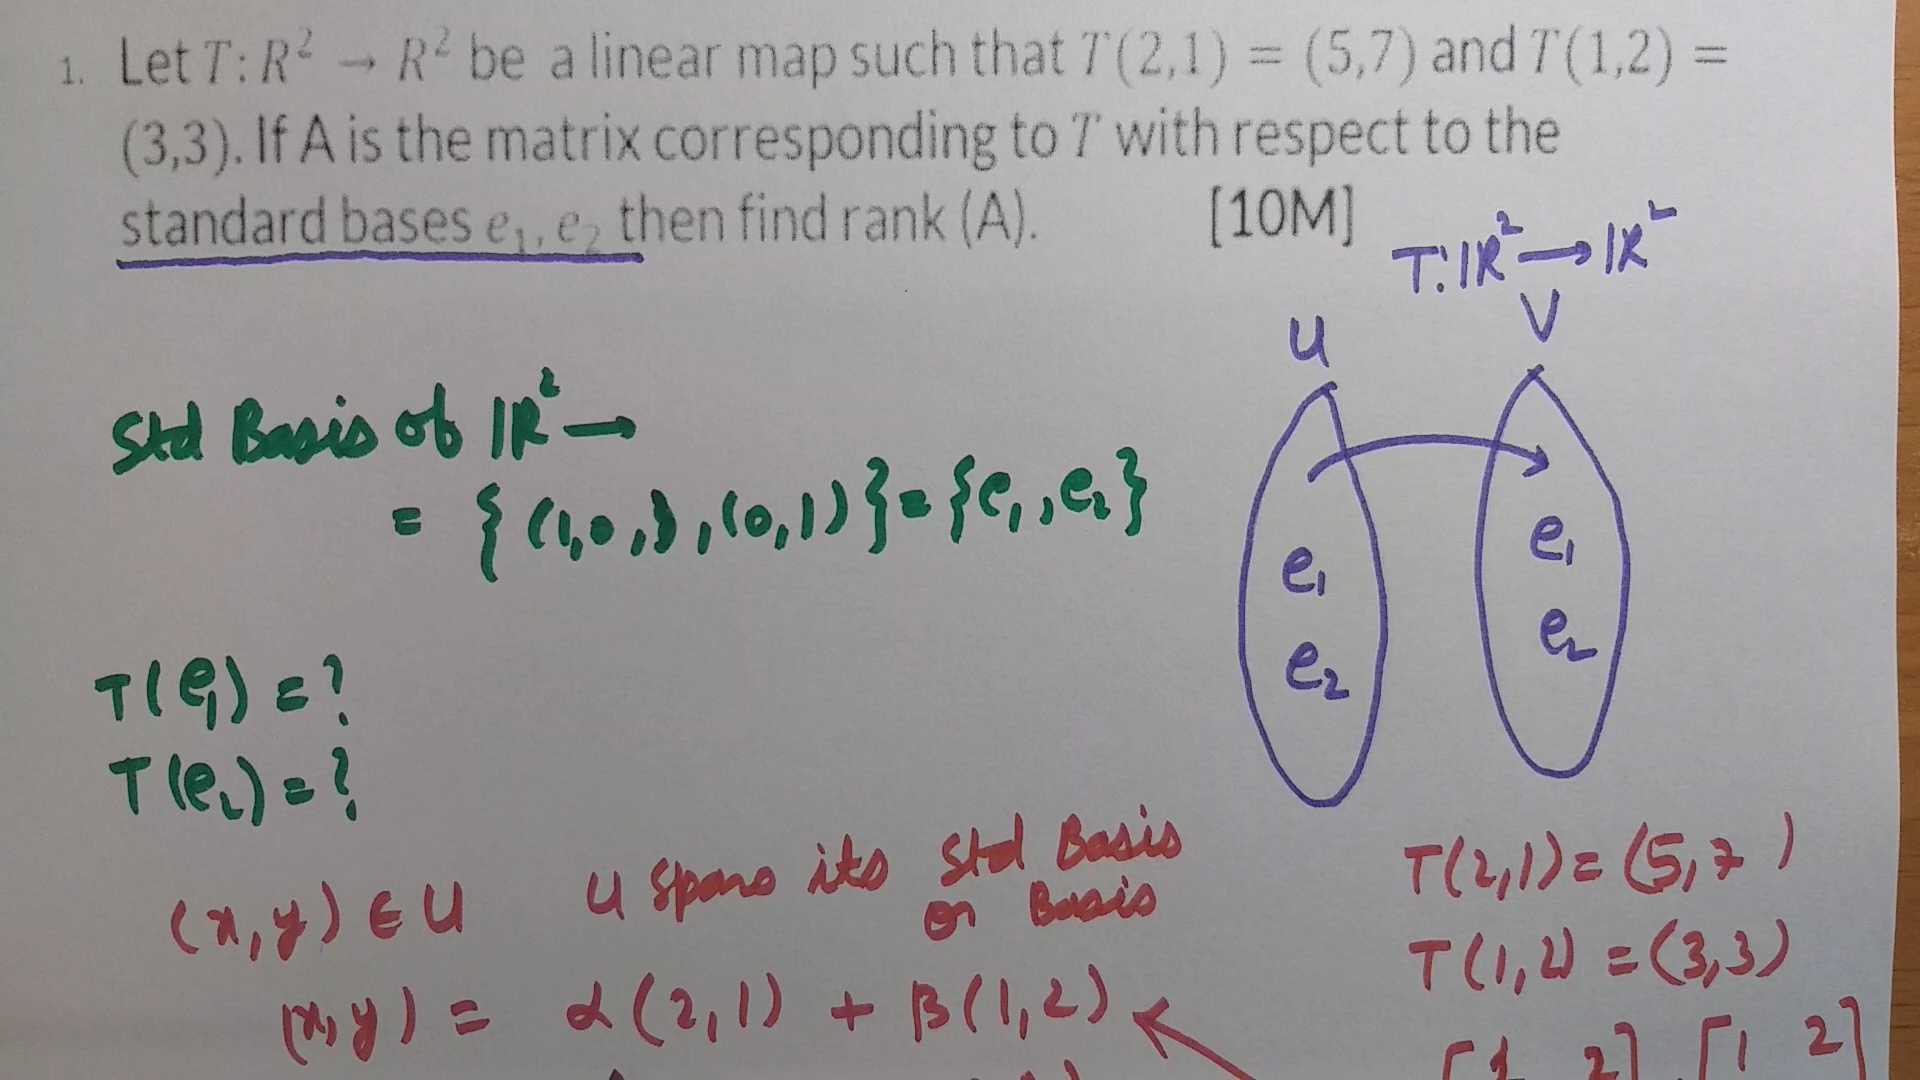 1. Let T: R² → R² be a linear map such that T(2,1) = (5,7) and T(1,2) =
(3,3). If A is the matrix corresponding to T with respect to the
standard bases e₁, e₂ then find rank (A). [10M]
T: ℝ² → ℝ²
U V
Std Basis of ℝ² →
= {(1,0,), (0,1)} = {e₁, e₂}
e₁ e₁
e₂ e₂
T(e₁) = ?
T(e₂) = ?
(x,y) ∈ U U spans its Std Basis
or Basis
T(2,1) = (5,7)
T(1,2) = (3,3)
(x,y) = α(2,1) + β(1,2)